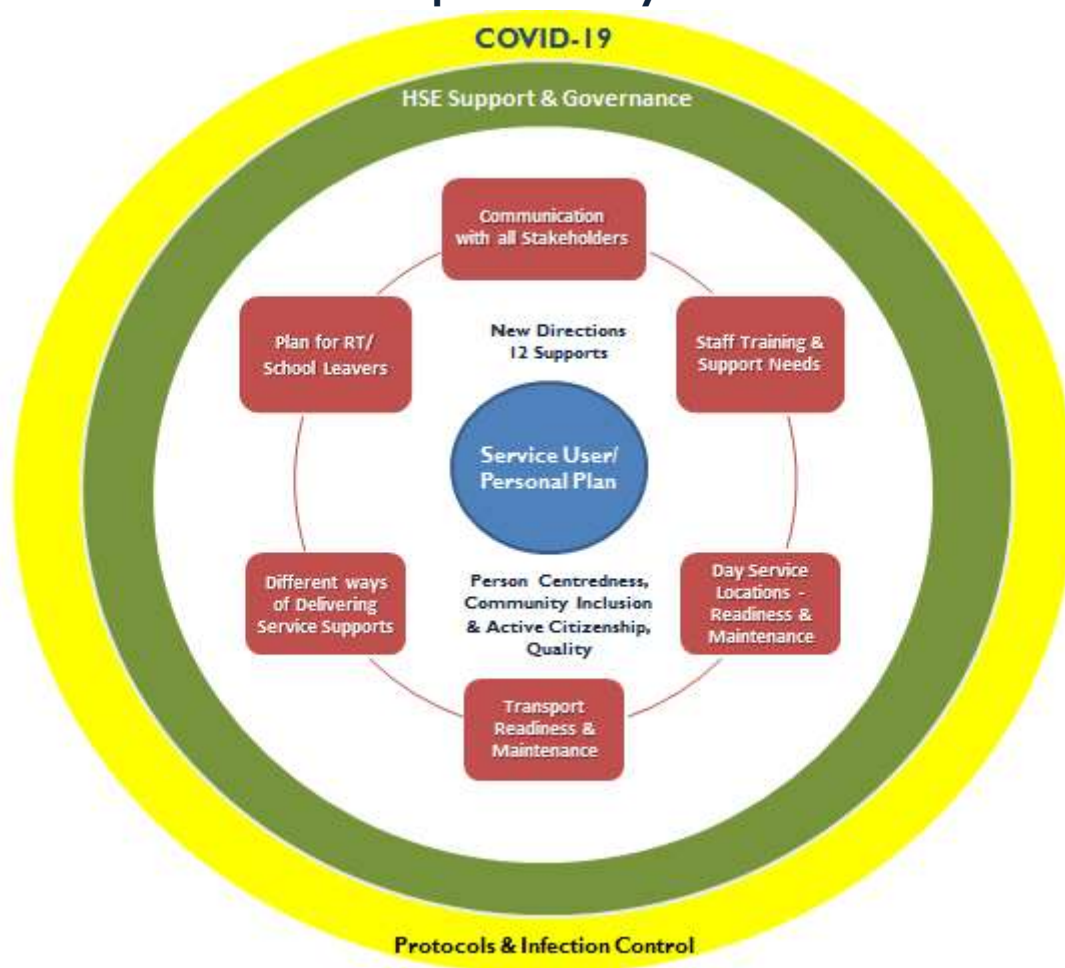 COVID-19
HSE Support & Governance
Communication
with all Stakeholders
Plan for RT/
School Leavers
New Directions
12 Supports
Staff Training &
Support Needs
Service User/
Personal Plan
Different ways
of Delivering
Service Supports
Person Centredness,
Community Inclusion
& Active Citizenship,
Quality
Day Service
Locations -
Readiness &
Maintenance
Transport
Readiness &
Maintenance
Protocols & Infection Control